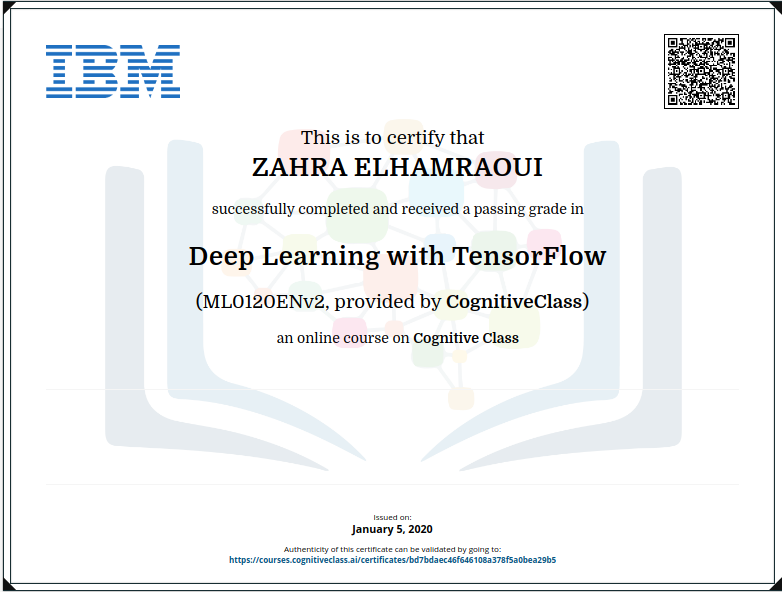 IBM
This is to certify that
ZAHRA ELHAMRAOUI
successfully completed and received a passing grade in
Deep Learning with TensorFlow
(ML0120ENv2, provided by CognitiveClass)
an online course on Cognitive Class
Issued on:
January 5, 2020
Authenticity of this certificate can be validated by going to:
https://courses.cognitiveclass.ai/certificates/bd7bdaec46f646108a378f5a0bea29b5